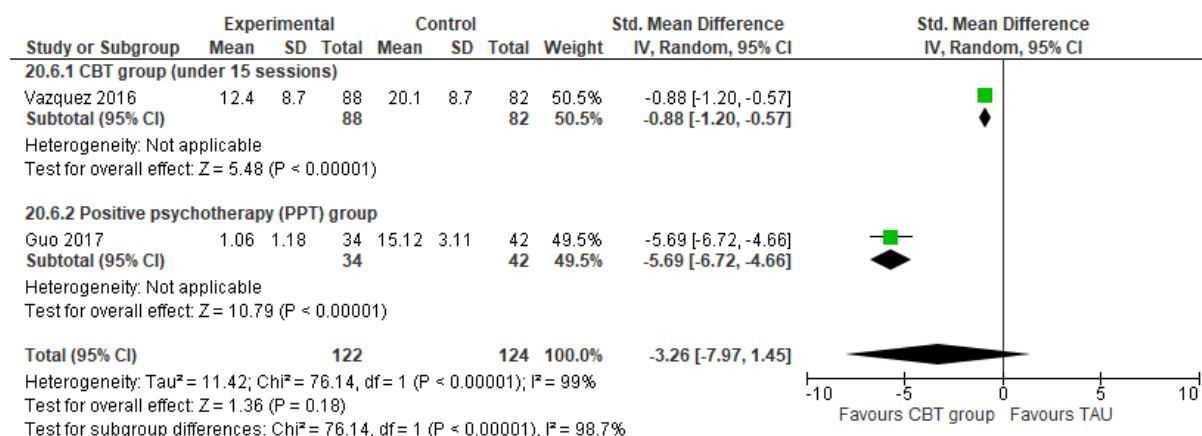 Experimental Control Std. Mean Difference Std. Mean Difference
Study or Subgroup Mean SD Total Mean SD Total Weight IV, Random, 95% CI IV, Random, 95% CI
20.6.1 CBT group (under 15 sessions)
Vazquez 2016 12.4 8.7 88 20.1 8.7 82 50.5% -0.88 [-1.20, -0.57]
Subtotal (95% CI) 88 82 50.5% -0.88 [-1.20, -0.57]
Heterogeneity: Not applicable
Test for overall effect: Z = 5.48 (P < 0.00001)
20.6.2 Positive psychotherapy (PPT) group
Guo 2017 1.06 1.18 34 15.12 3.11 42 49.5% -5.69 [-6.72, -4.66]
Subtotal (95% CI) 34 42 49.5% -5.69 [-6.72, -4.66]
Heterogeneity: Not applicable
Test for overall effect: Z = 10.79 (P < 0.00001)
Total (95% CI) 122 124 100.0% -3.26 [-7.97, 1.45]
Heterogeneity: Tau² = 11.42; Chi² = 76.14, df = 1 (P < 0.00001); I² = 99%
Test for overall effect: Z = 1.36 (P = 0.18)
Test for subgroup differences: Chi² = 76.14, df = 1 (P < 0.00001), I² = 98.7%
-10 -5 0 5 10
Favours CBT group Favours TAU